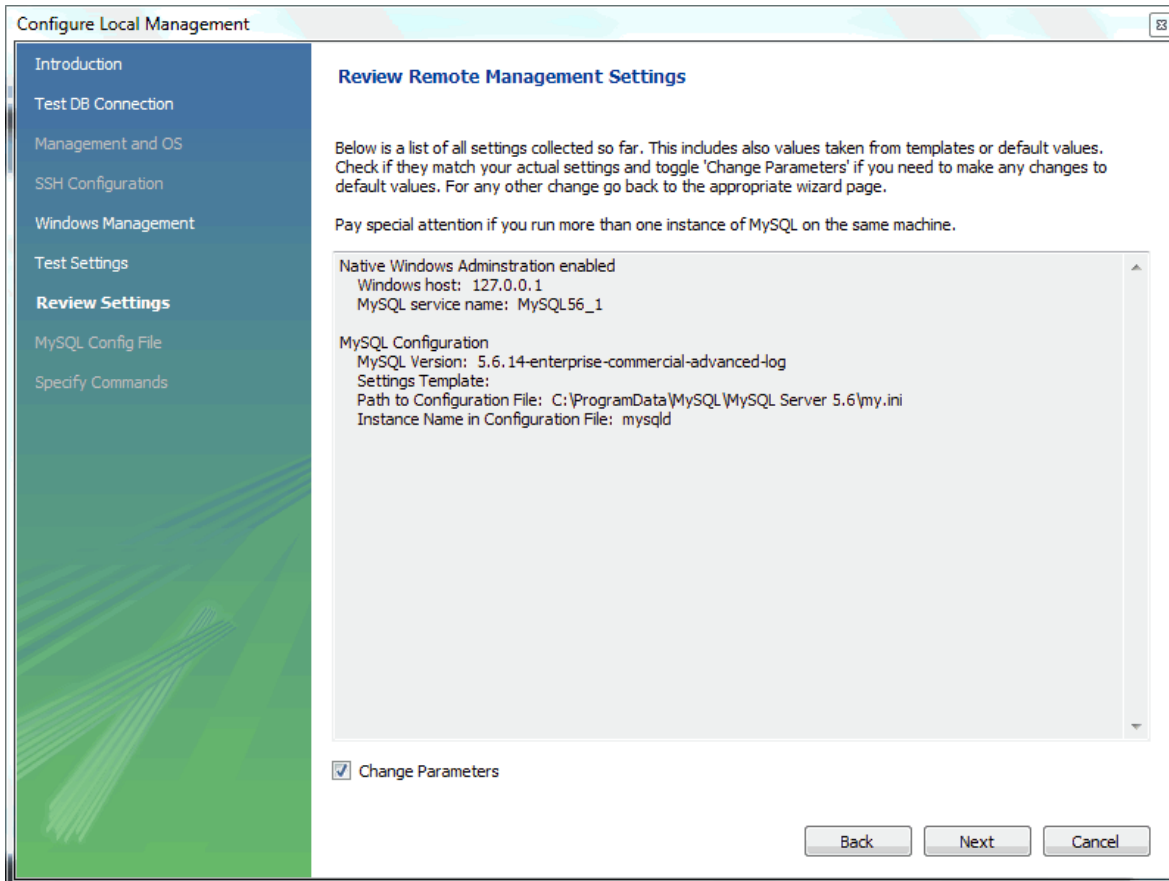 Configure Local Management
Introduction
Test DB Connection
Management and OS
SSH Configuration
Windows Management
Test Settings
Review Settings
MySQL Config File
Specify Commands
Review Remote Management Settings
Below is a list of all settings collected so far. This includes also values taken from templates or default values.
Check if they match your actual settings and toggle 'Change Parameters' if you need to make any changes to
default values. For any other change go back to the appropriate wizard page.
Pay special attention if you run more than one instance of MySQL on the same machine.
Native Windows Adminstration enabled
Windows host: 127.0.0.1
MySQL service name: MySQL56_1
MySQL Configuration
MySQL Version: 5.6.14-enterprise-commercial-advanced-log
Settings Template:
Path to Configuration File: C:\ProgramData\MySQL\MySQL Server 5.6\my.ini
Instance Name in Configuration File: mysqld
Change Parameters
Back Next Cancel